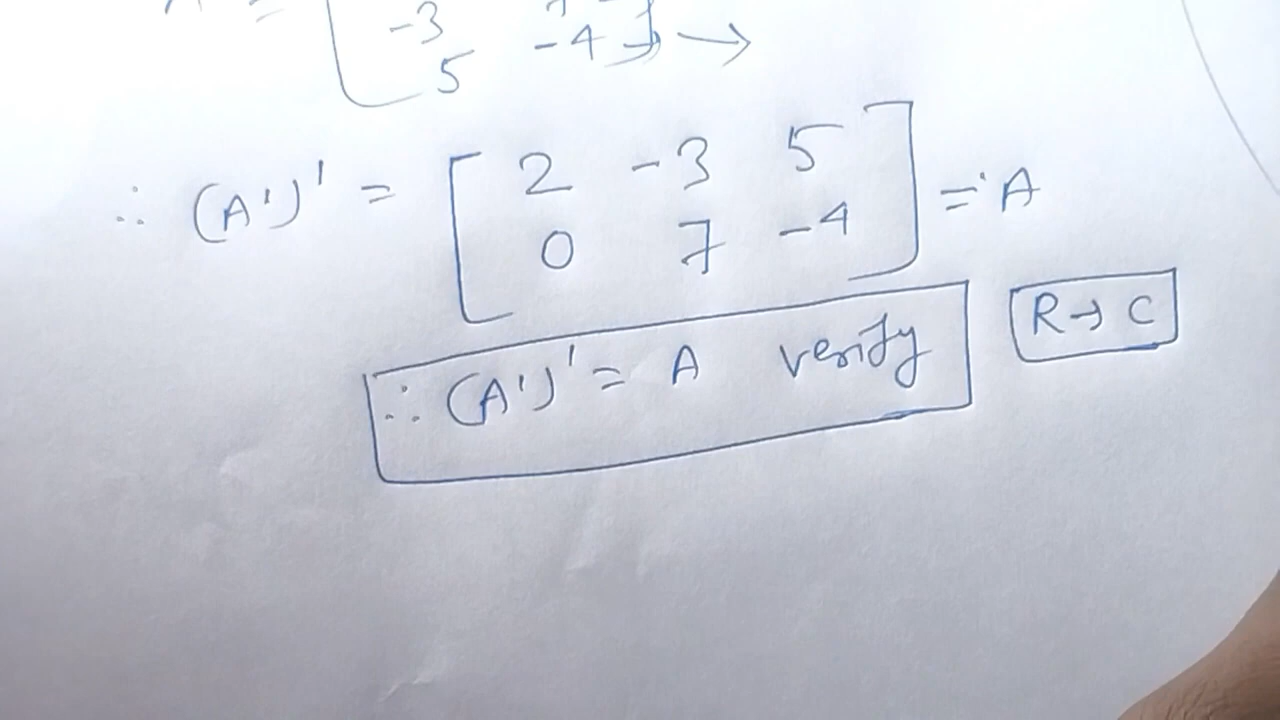 -3
5 -4 →
∴ (A')' = [ 2 -3 5
0 7 -4 ] = A
∴ (A')' = A verify
R → C